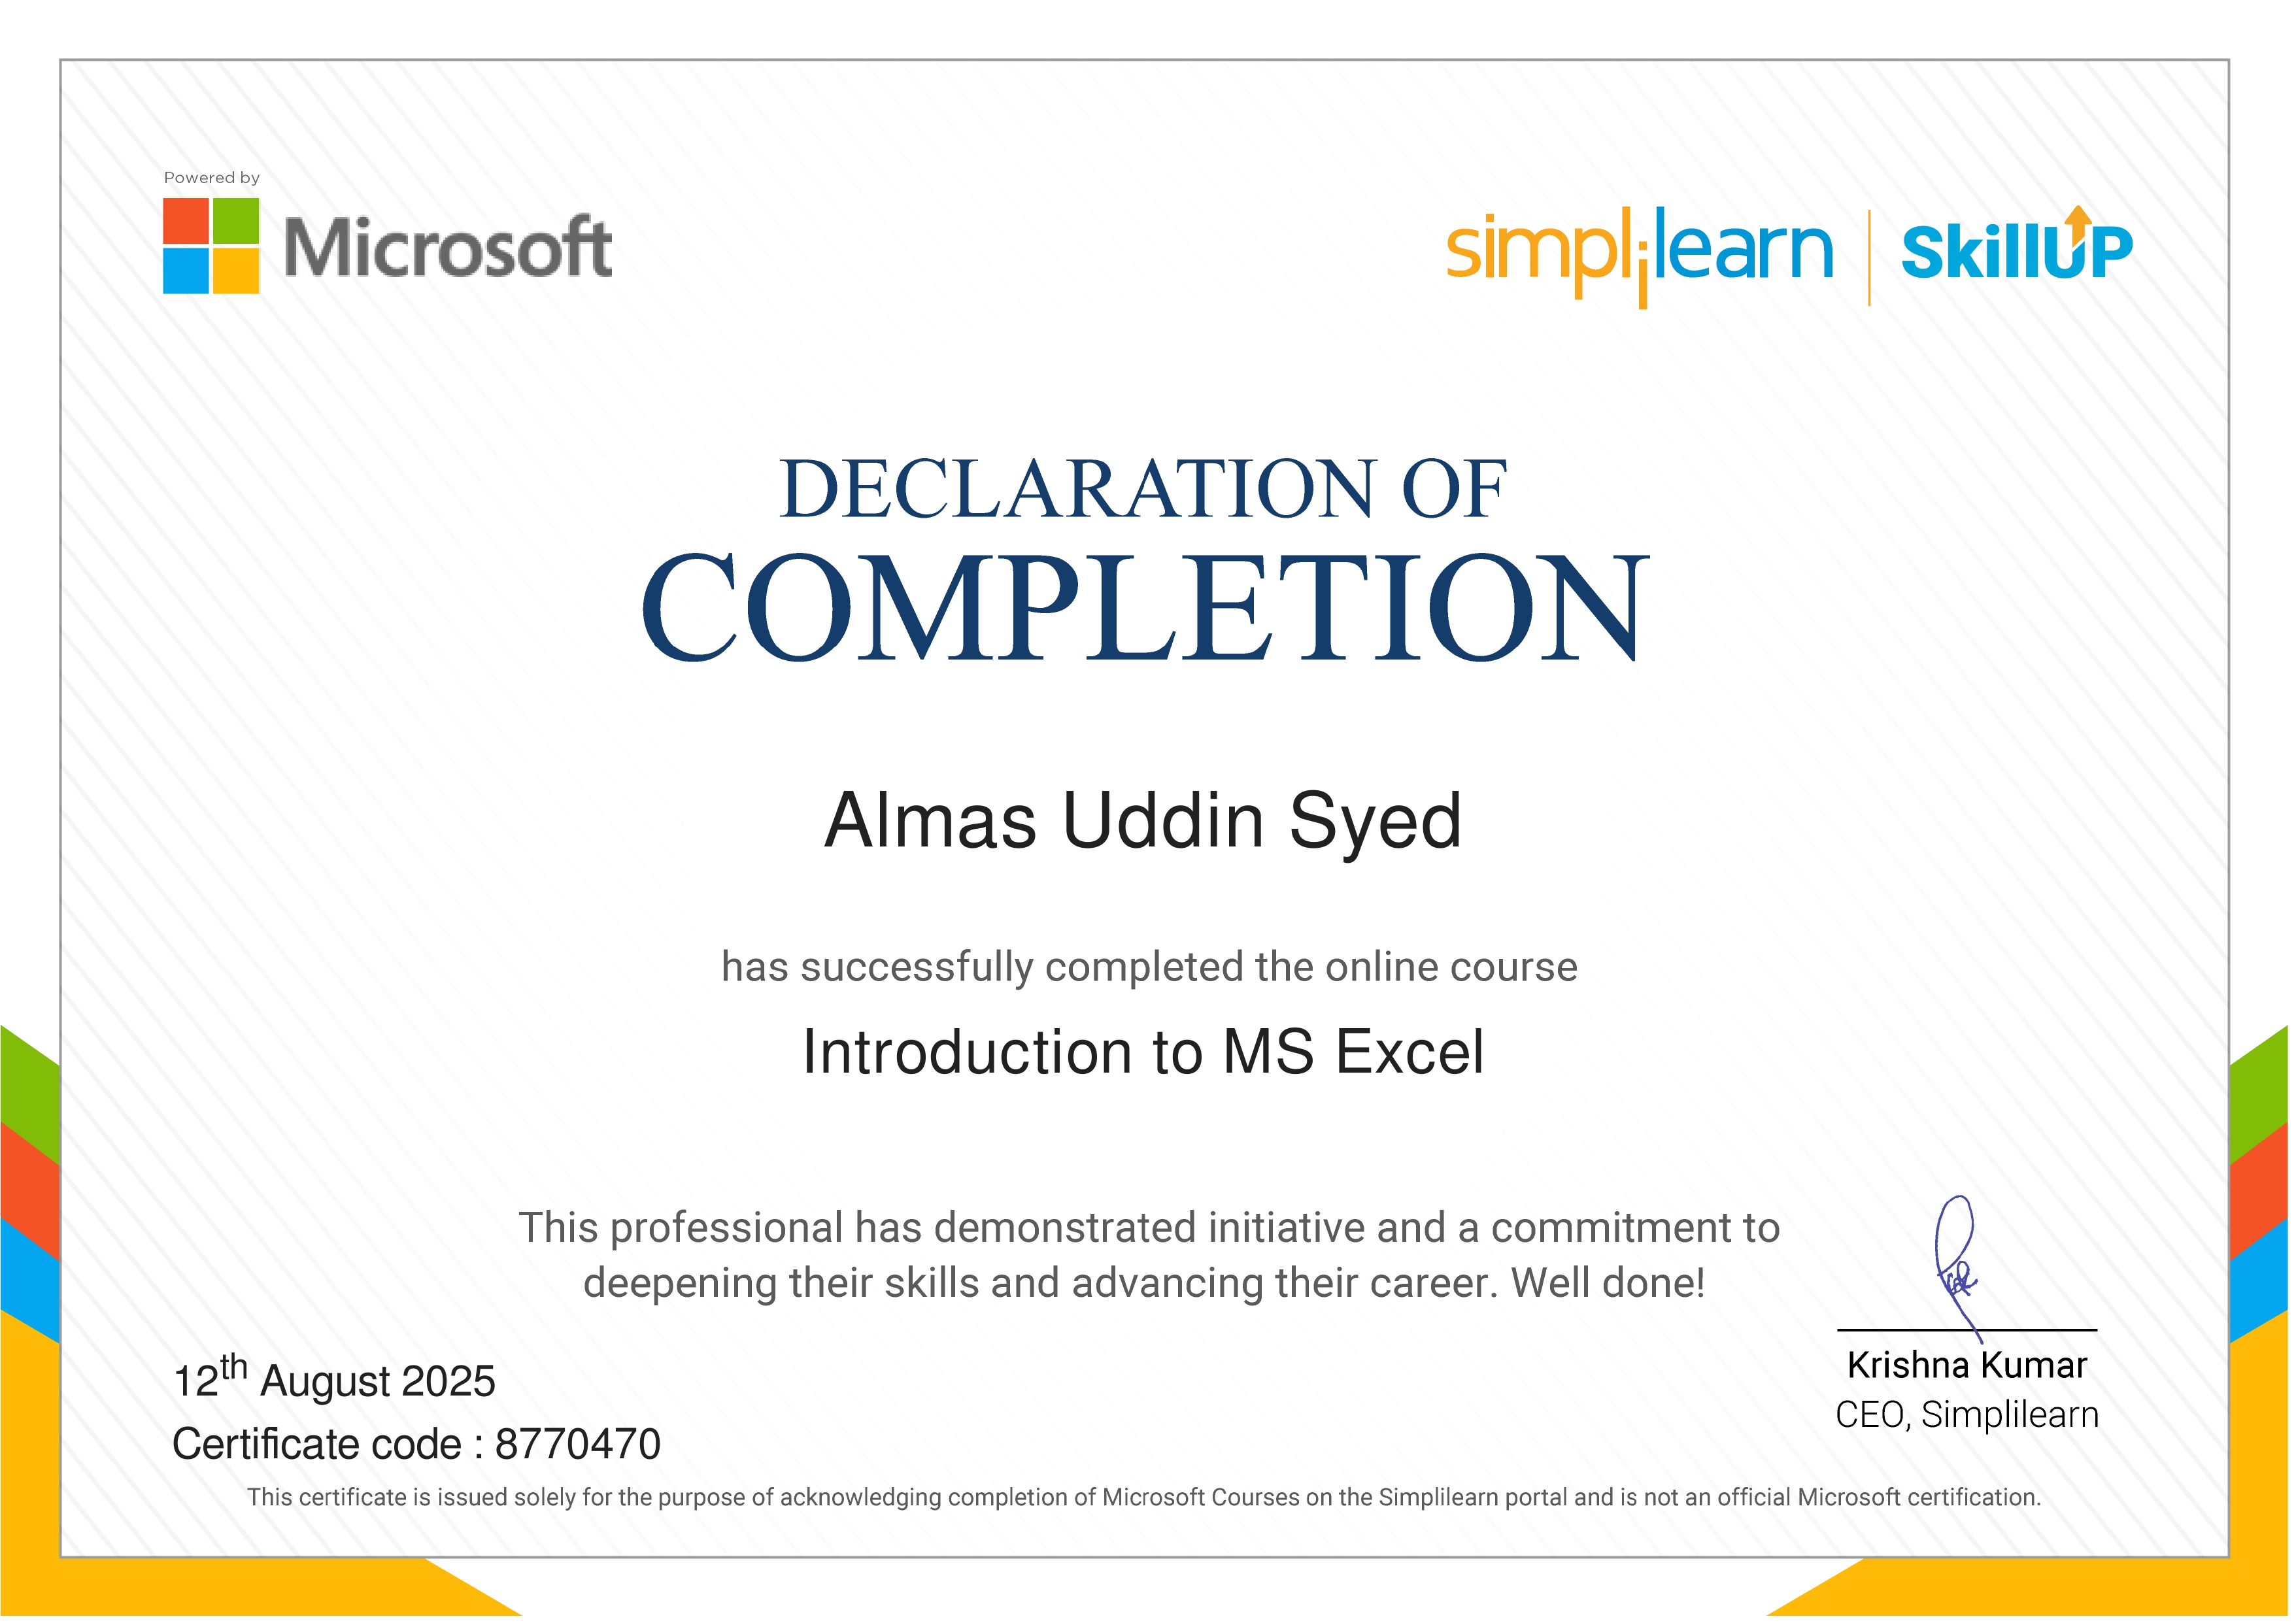 Powered by
Microsoft
simplilearn | SkillUP
DECLARATION OF
COMPLETION
Almas Uddin Syed
has successfully completed the online course
Introduction to MS Excel
This professional has demonstrated initiative and a commitment to
deepening their skills and advancing their career. Well done!
12th August 2025
Certificate code : 8770470
Krishna Kumar
CEO, Simplilearn
This certificate is issued solely for the purpose of acknowledging completion of Microsoft Courses on the Simplilearn portal and is not an official Microsoft certification.